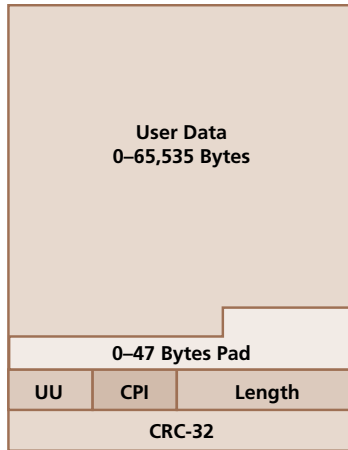 User Data
0–65,535 Bytes
0–47 Bytes Pad
UU CPI Length
CRC-32